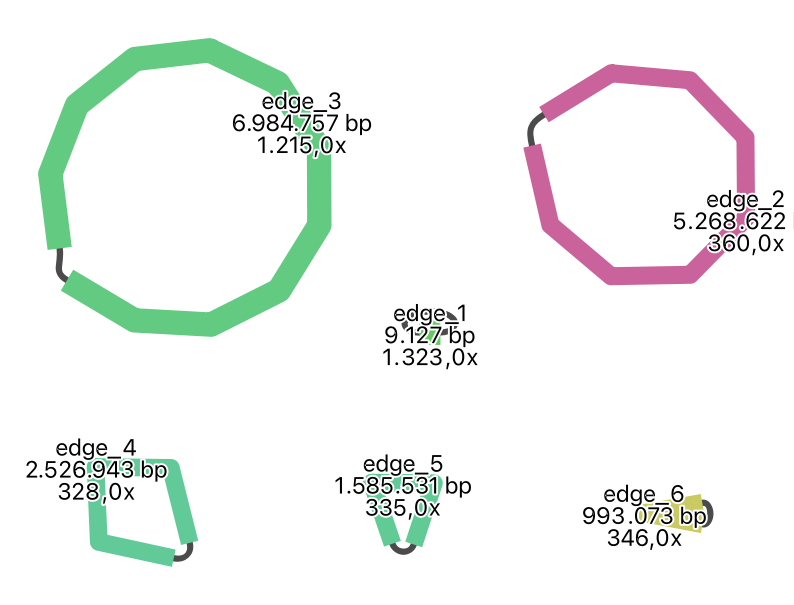 edge_3
6.984.757 bp
1.215,0x
edge_2
5.268.622
360,0x
edge_1
9.127 bp
1.323,0x
edge_4
2.526.943 bp
328,0x
edge_5
1.585.531 bp
335,0x
edge_6
993.073 bp
346,0x